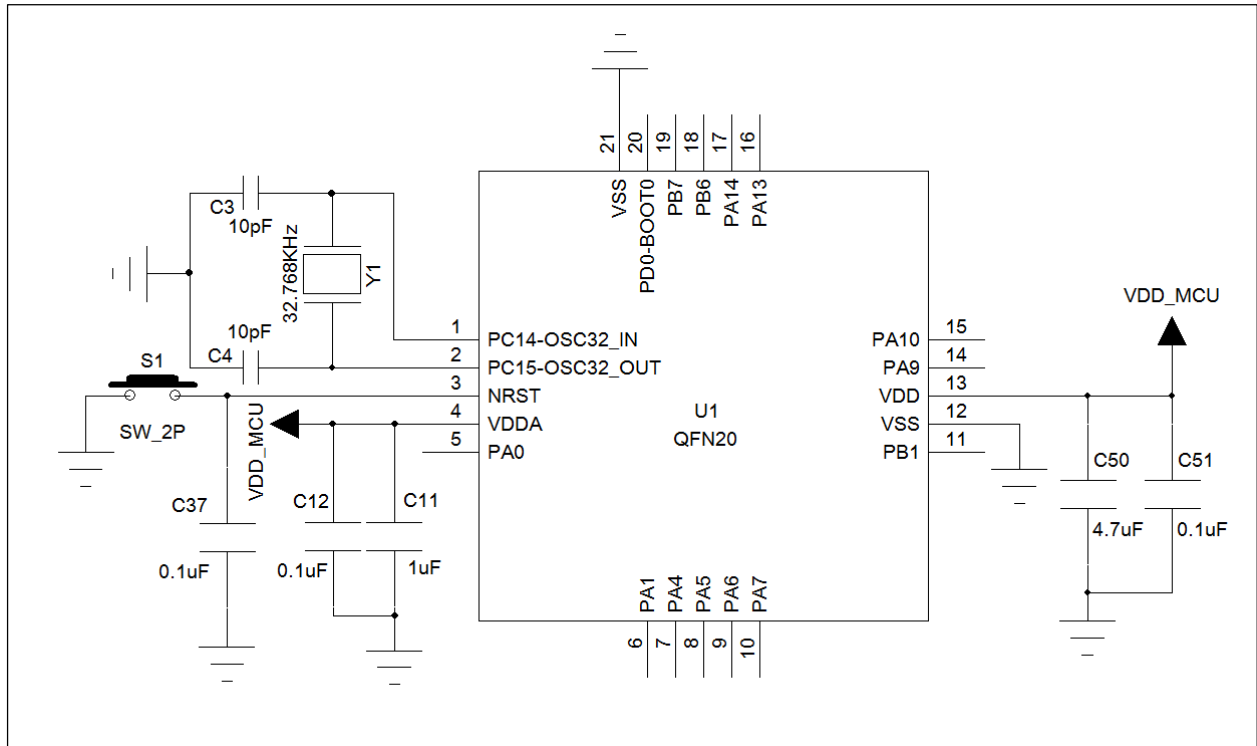 21
20
19
18
17
16
VSS
PD0-BOOT0
PB7
PB6
PA14
PA13
C3
10pF
32.768KHz
Y1
10pF
C4
S1
SW_2P
VDD_MCU
1
PC14-OSC32_IN
2
PC15-OSC32_OUT
3
NRST
4
VDDA
5
PA0
U1
QFN20
PA10
15
PA9
14
VDD
13
VSS
12
PB1
11
VDD_MCU
C37
0.1uF
C12
0.1uF
C11
1uF
C50
4.7uF
C51
0.1uF
PA1
PA4
PA5
PA6
PA7
6
7
8
9
10